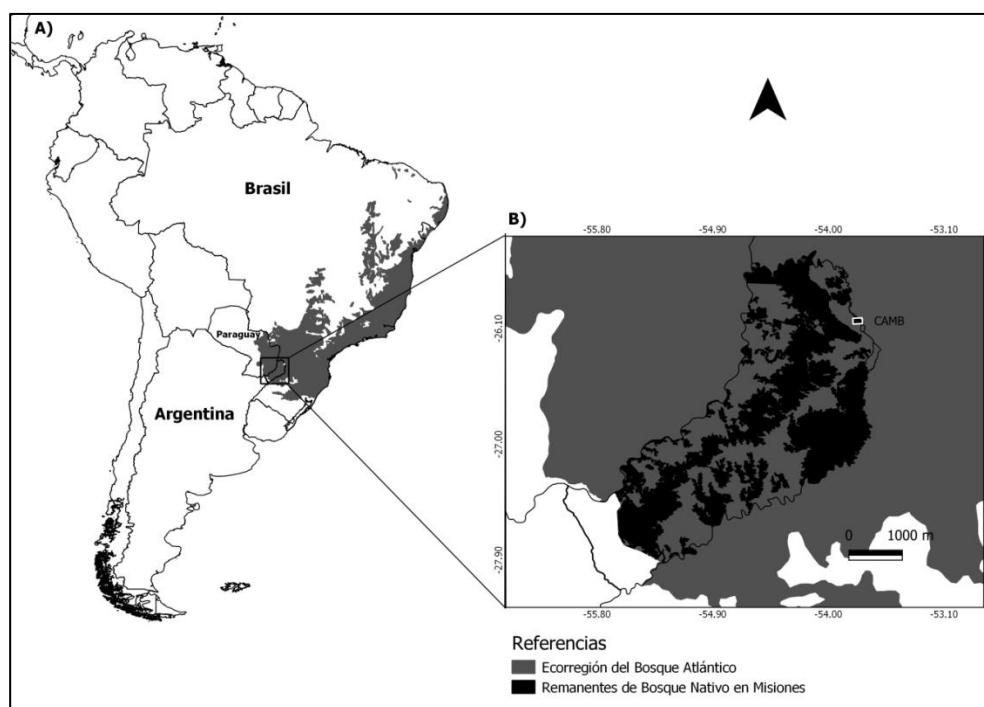 A)
Brasil
Paraguay
Argentina
B)
-55.80 -54.90 -54.00 -53.10
-26.10
CAMB
-27.00
0 1000 m
-27.90
-55.80 -54.90 -54.00 -53.10
Referencias
Ecorregión del Bosque Atlántico
Remanentes de Bosque Nativo en Misiones